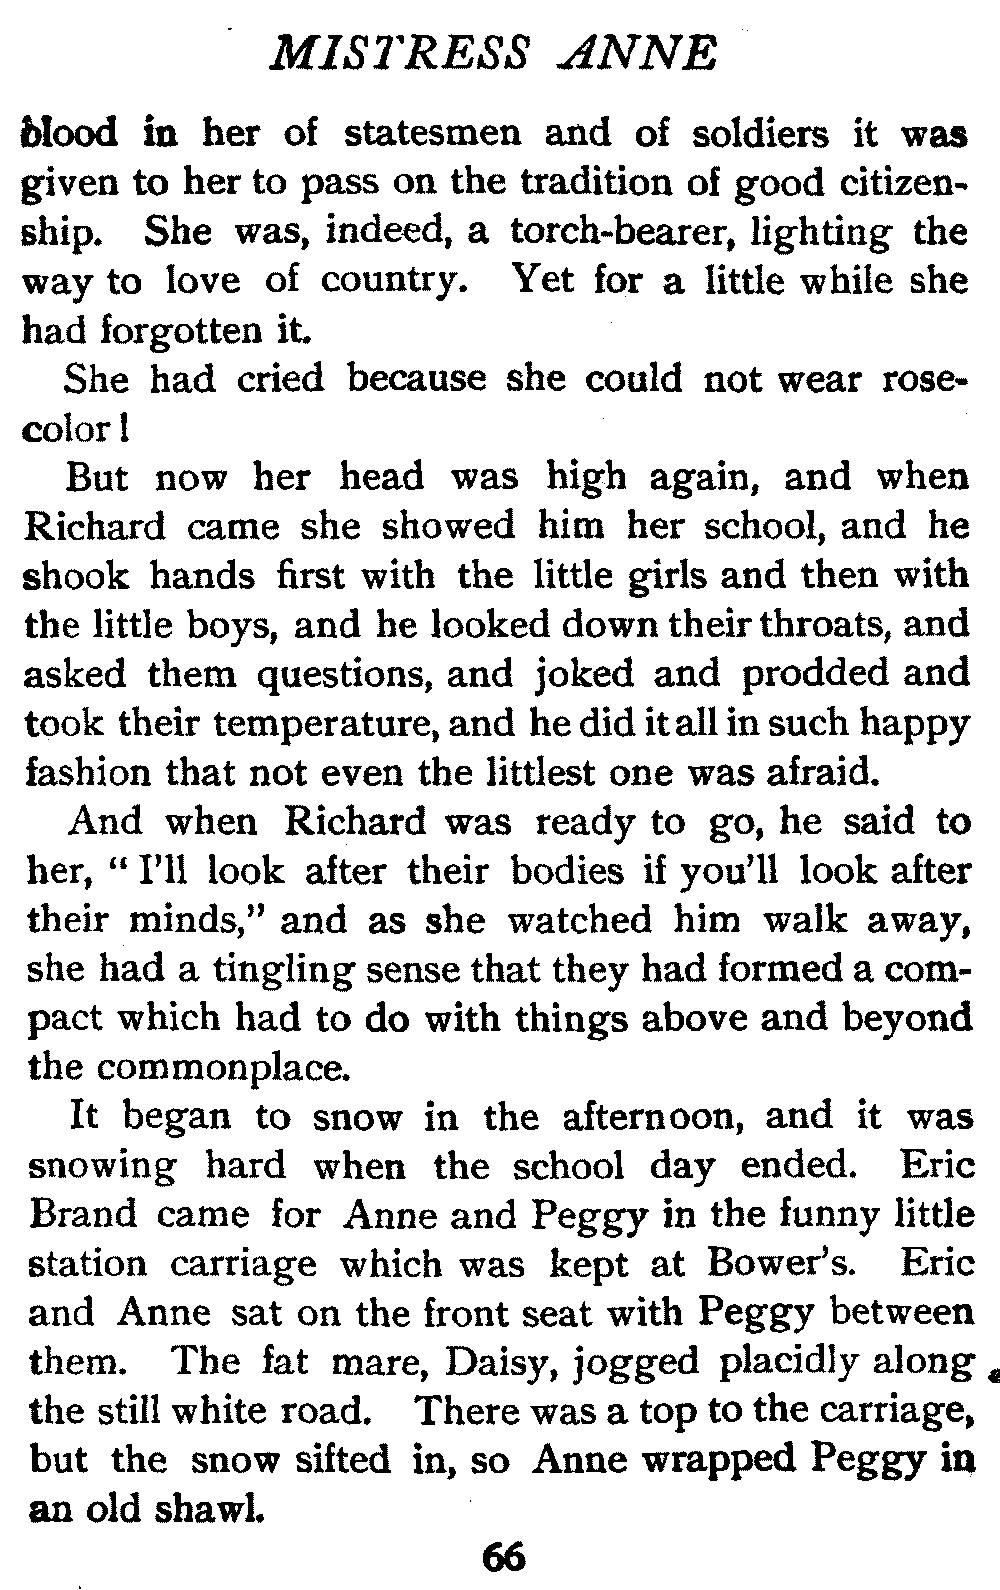 MISTRESS ANNE
blood in her of statesmen and of soldiers it was
given to her to pass on the tradition of good citizen-
ship. She was, indeed, a torch-bearer, lighting the
way to love of country. Yet for a little while she
had forgotten it.
She had cried because she could not wear rose-
color!
But now her head was high again, and when
Richard came she showed him her school, and he
shook hands first with the little girls and then with
the little boys, and he looked down their throats, and
asked them questions, and joked and prodded and
took their temperature, and he did it all in such happy
fashion that not even the littlest one was afraid.
And when Richard was ready to go, he said to
her, "I'll look after their bodies if you'll look after
their minds," and as she watched him walk away,
she had a tingling sense that they had formed a com-
pact which had to do with things above and beyond
the commonplace.
It began to snow in the afternoon, and it was
snowing hard when the school day ended. Eric
Brand came for Anne and Peggy in the funny little
station carriage which was kept at Bower's. Eric
and Anne sat on the front seat with Peggy between
them. The fat mare, Daisy, jogged placidly along
the still white road. There was a top to the carriage,
but the snow sifted in, so Anne wrapped Peggy in
an old shawl.
66